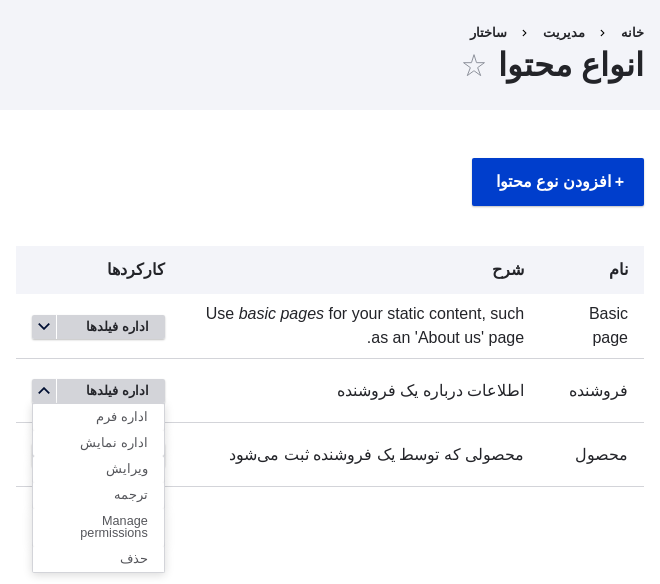 خانه › مدیریت › ساختار
انواع محتوا ☆
+ افزودن نوع محتوا
نام شرح کارکردها
Basic page
Use basic pages for your static content, such
as an 'About us' page.
اداره فیلدها
فروشنده اطلاعات درباره یک فروشنده اداره فیلدها
محصول محصولی که توسط یک فروشنده ثبت می‌شود
اداره فرم
اداره نمایش
ویرایش
ترجمه
Manage
permissions
حذف